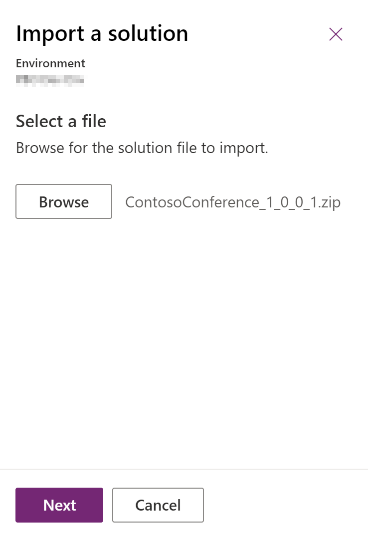 Import a solution
Environment
Select a file
Browse for the solution file to import.
Browse ContosoConference_1_0_0_1.zip
Next Cancel